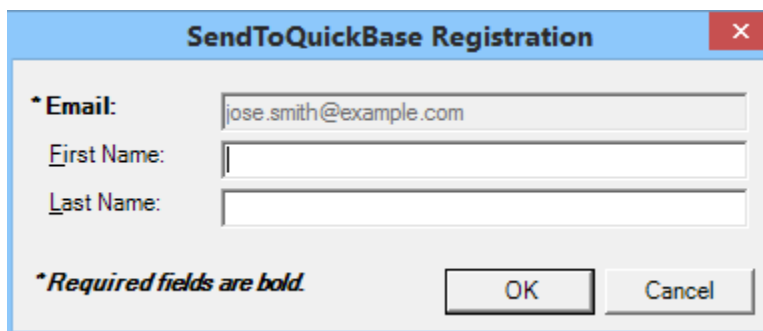 SendToQuickBase Registration
* Email: jose.smith@example.com
First Name:
Last Name:
* Required fields are bold.
OK Cancel